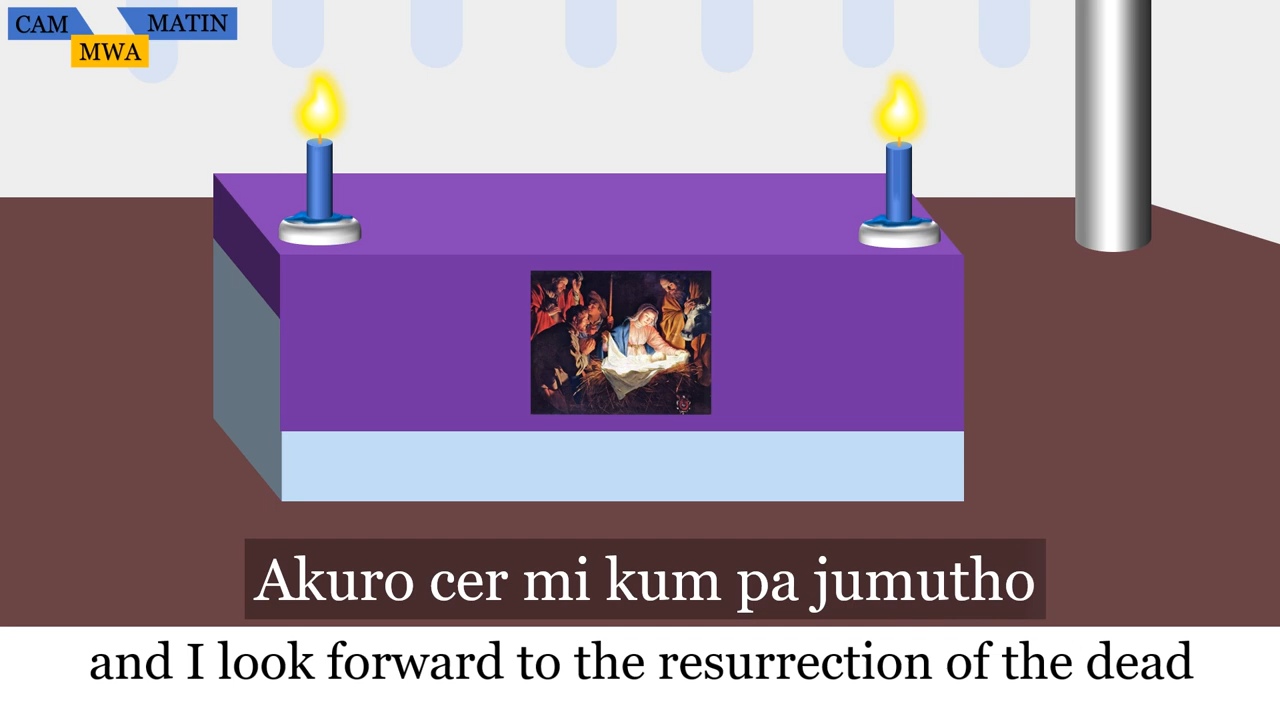 CAM MATIN
MWA
Akuro cer mi kum pa jumutho
and I look forward to the resurrection of the dead